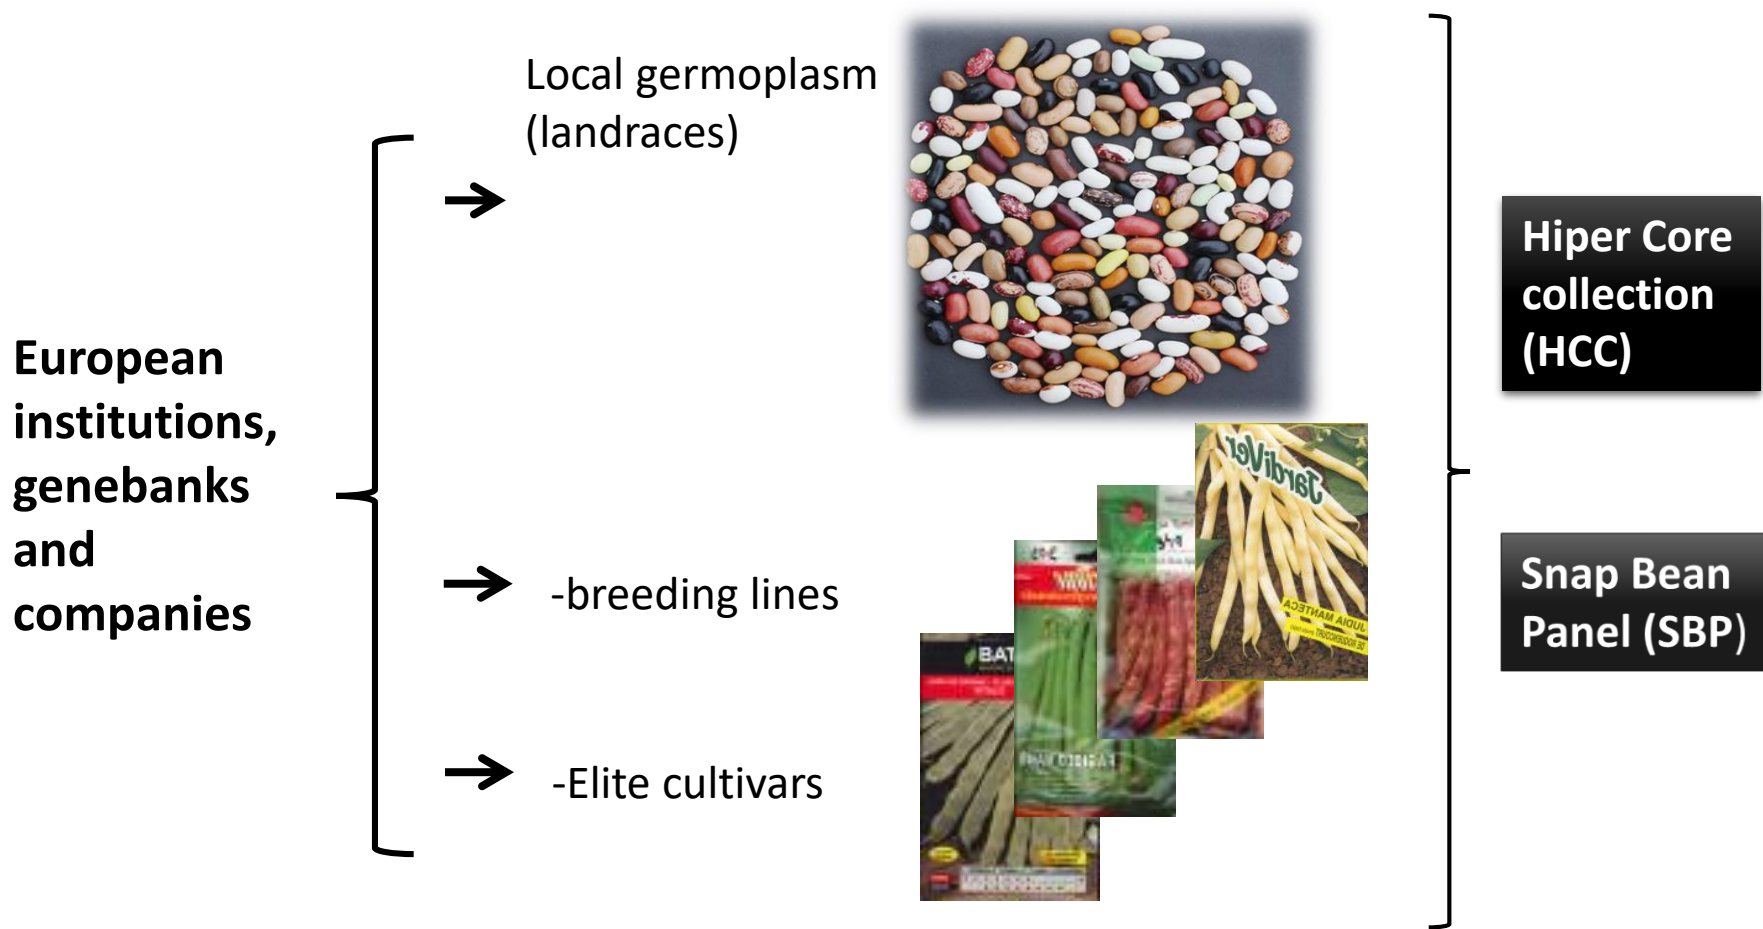 European
institutions,
genebanks
and
companies
Local germoplasm
(landraces)
-breeding lines
-Elite cultivars
BAT
JardiVer
JUDIA MANTECA
Hiper Core
collection
(HCC)
Snap Bean
Panel (SBP)